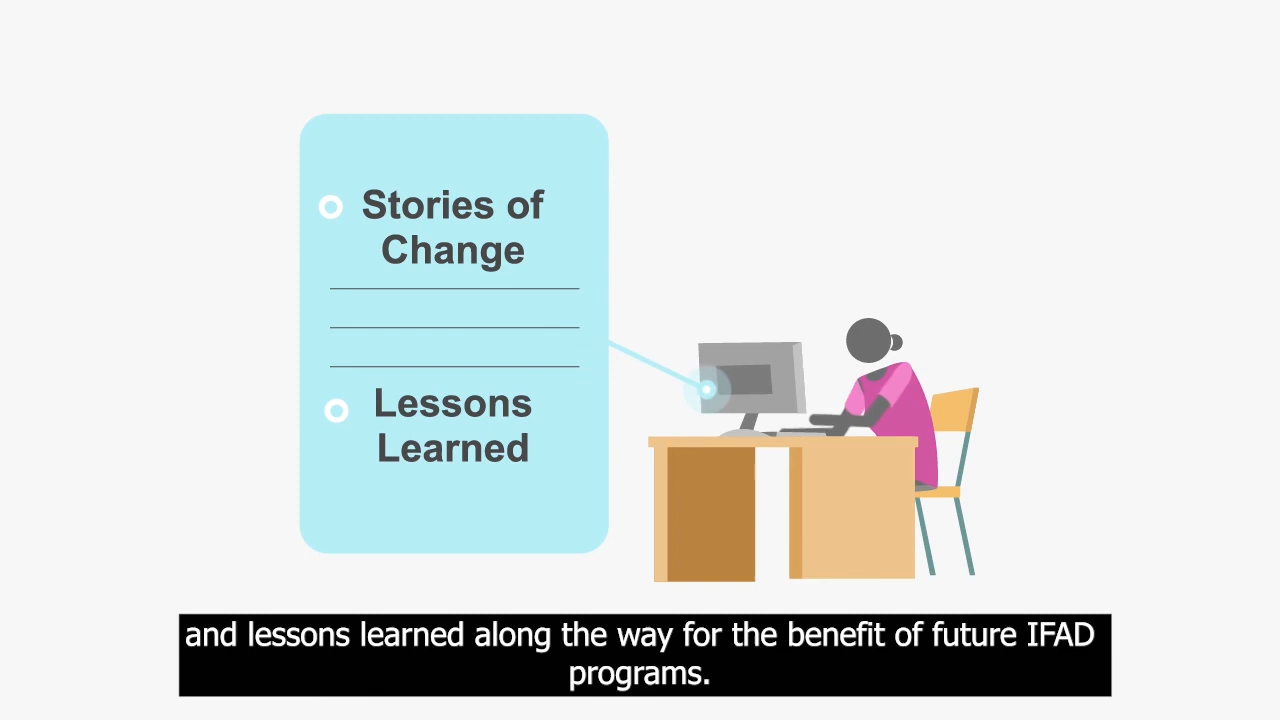 Stories of
Change
Lessons
Learned
and lessons learned along the way for the benefit of future IFAD
programs.